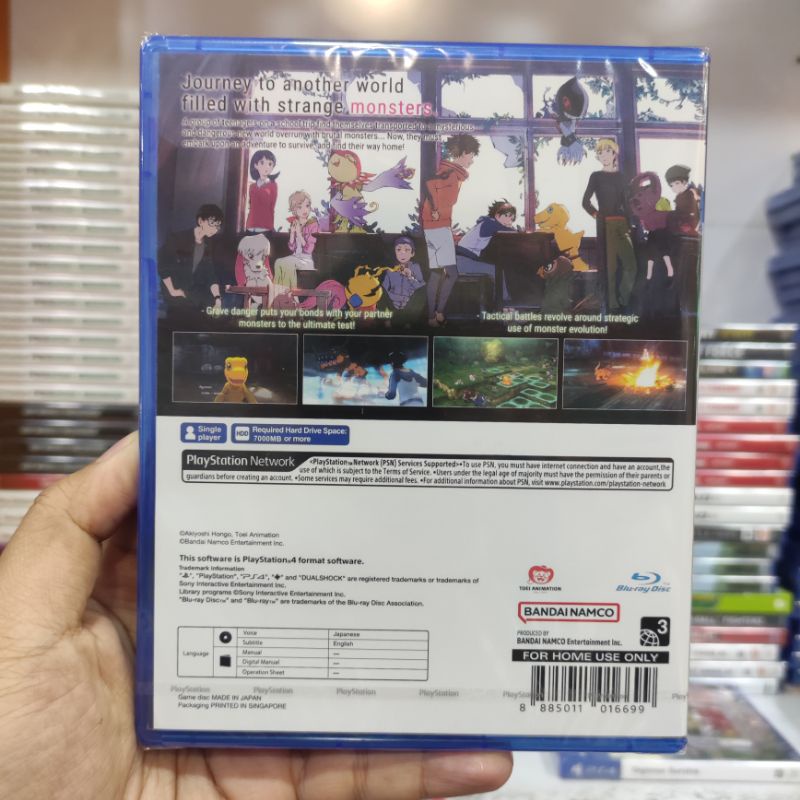 Journey to another world
filled with strange monsters
A group of teenagers on a school trip find themselves transported to a mysterious
and dangerous new world overrun with brutal monsters... Now, they must
embark upon an adventure to survive, and find their way home!
· Grave danger puts your bonds with your partner
monsters to the ultimate test!
· Tactical battles revolve around strategic
use of monster evolution!
Single
player
HDD
Required Hard Drive Space:
7000MB or more
PlayStation Network
<PlayStation™Network (PSN) Services Supported>•To use PSN, you must have internet connection and have an account, the
use of which is subject to the Terms of Service. •Users under the legal age of majority must have the permission of their parents or
guardians before creating an account. •Some services may require additional fees. •For additional information about PSN, visit www.playstation.com/playstation-network
©Akiyoshi Hongo, Toei Animation
©Bandai Namco Entertainment Inc.
This software is PlayStation®4 format software.
Trademark Information
"PlayStation", "PS4", and "DUALSHOCK" are registered trademarks or trademarks of
Sony Interactive Entertainment Inc.
Library programs ©Sony Interactive Entertainment Inc.
"Blu-ray Disc™" and "Blu-ray™" are trademarks of the Blu-ray Disc Association.
TOEI ANIMATION
Blu-ray Disc
BANDAI NAMCO
PRODUCED BY
BANDAI NAMCO Entertainment Inc.
3
FOR HOME USE ONLY
Language
Voice Japanese
Subtitle English
Manual —
Digital Manual —
Operation Sheet —
PlayStation PlayStation PlayStation PlayStation
Game disc MADE IN JAPAN
Packaging PRINTED IN SINGAPORE
8 885011 016699